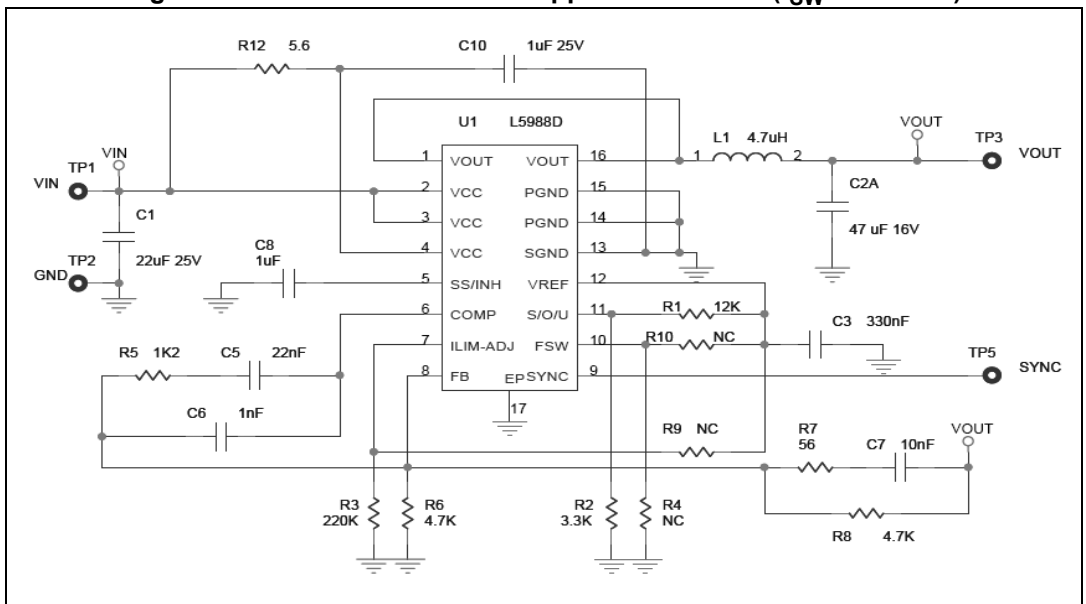 SW
R12 5.6
C10 1uF 25V
U1 L5988D
VIN
TP1
VIN
C1
22uF 25V
TP2
GND
C8
1uF
1 VOUT VOUT 16
2 VCC PGND 15
3 VCC PGND 14
4 VCC SGND 13
5 SS/INH VREF 12
6 COMP S/O/U 11
7 ILIM-ADJ FSW 10
8 FB EP SYNC 9
17
L1 4.7uH
1 2
VOUT
TP3
VOUT
C2A
47 uF 16V
R1 12K
R10 NC
C3 330nF
TP5
SYNC
R5 1K2
C5 22nF
C6 1nF
R9 NC
R7
56
C7 10nF
VOUT
R3
220K
R6
4.7K
R2
3.3K
R4
NC
R8 4.7K